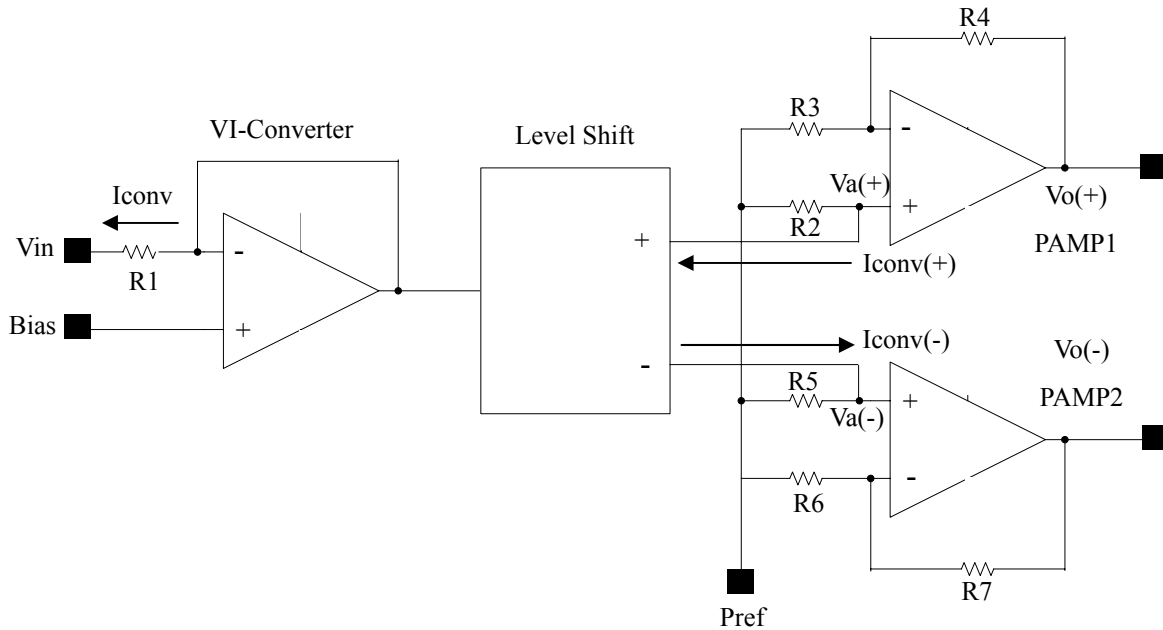 R4
R3
VI-Converter
Level Shift
-
Iconv
Va(+)
Vo(+)
Vin
-
+
R2
+
PAMP1
R1
Iconv(+)
Bias
+
Iconv(-)
Vo(-)
-
R5
+
PAMP2
Va(-)
R6
-
R7
Pref